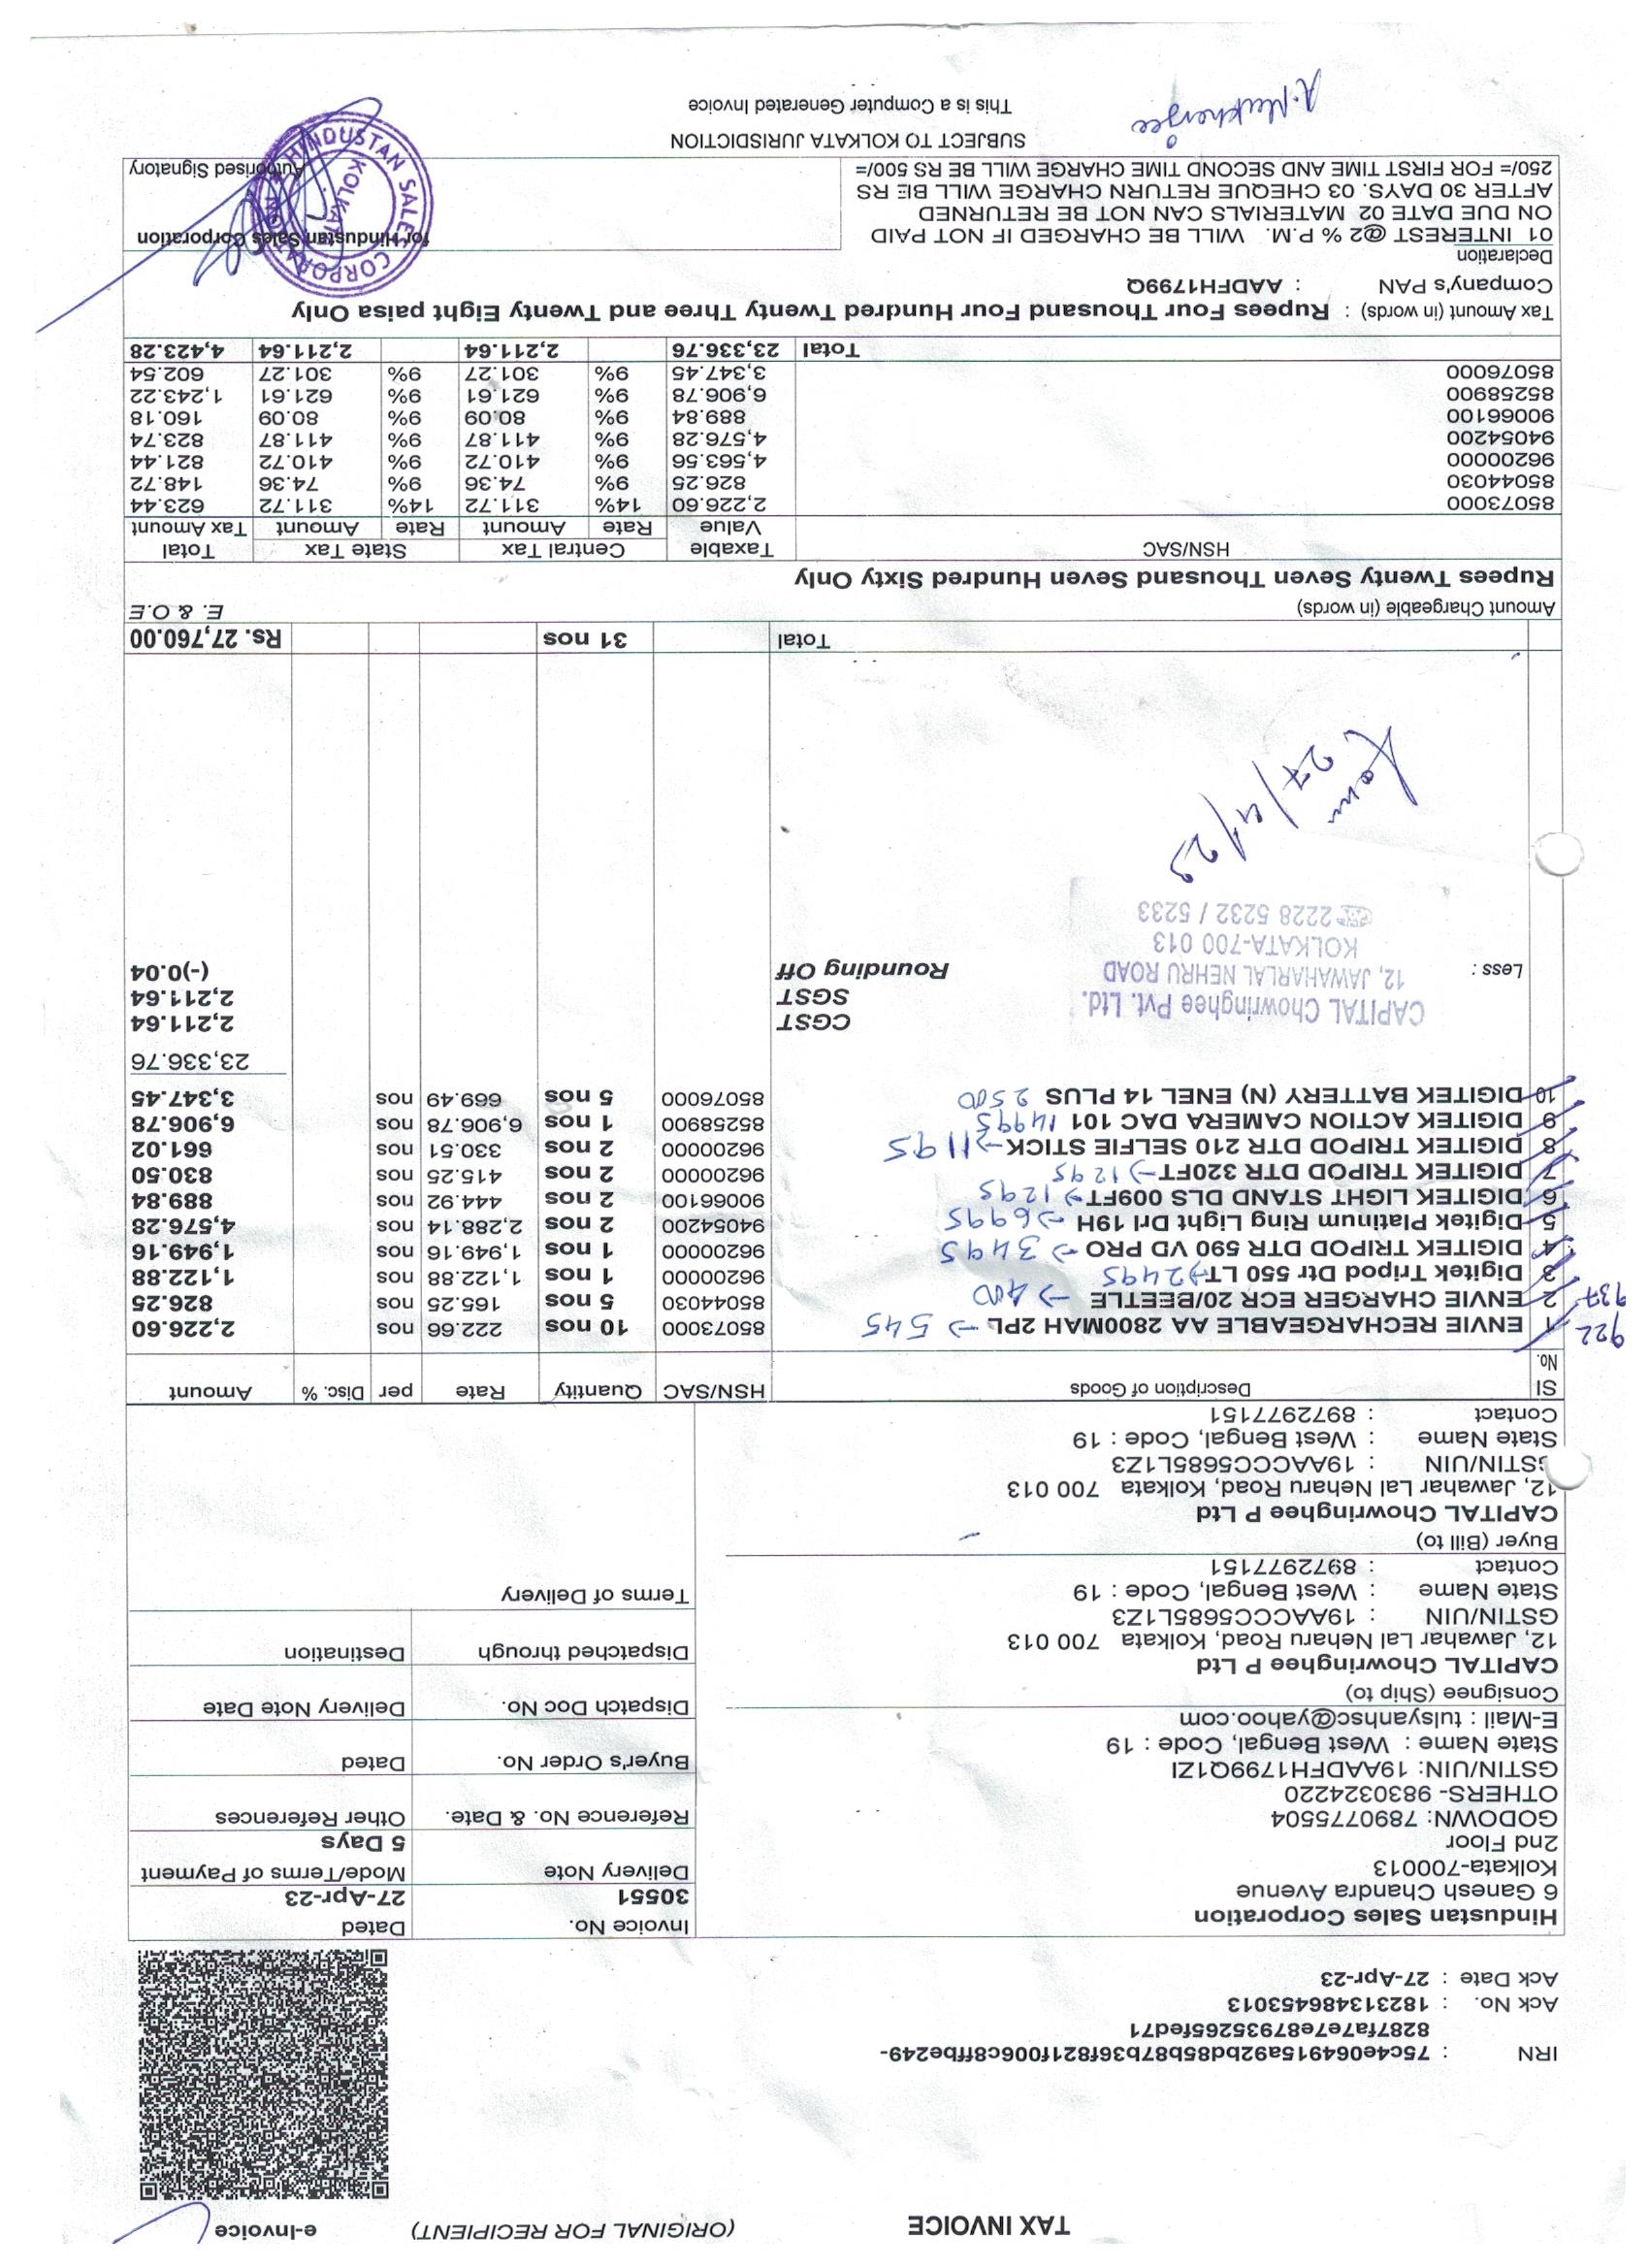 TAX INVOICE
(ORIGINAL FOR RECIPIENT)
e-Invoice
IRN : 75c4e064915a92bd85b87b36f821f006c8ffbe249-
8287fa7e7e87935265fed71
Ack No. : 182313486453013
Ack Date : 27-Apr-23
Hindustan Sales Corporation
6 Ganesh Chandra Avenue
Kolkata-700013
2nd Floor
GODOWN: 7890775504
OTHERS- 9830324220
GSTIN/UIN: 19AADFH1799Q1ZI
State Name : West Bengal, Code : 19
E-Mail : tulsyanhsc@yahoo.com
Invoice No. Dated
30551 27-Apr-23
Delivery Note Mode/Terms of Payment
5 Days
Reference No. & Date. Other References
Buyer's Order No. Dated
Dispatch Doc No. Delivery Note Date
Dispatched through Destination
Terms of Delivery
Consignee (Ship to)
CAPITAL Chowringhee P Ltd
12, Jawahar Lal Neharu Road, Kolkata 700 013
GSTIN/UIN : 19AACCC5685L1Z3
State Name : West Bengal, Code : 19
Contact : 8972977151
Buyer (Bill to)
CAPITAL Chowringhee P Ltd
12, Jawahar Lal Neharu Road, Kolkata 700 013
GSTIN/UIN : 19AACCC5685L1Z3
State Name : West Bengal, Code : 19
Contact : 8972977151
Sl No. Description of Goods HSN/SAC Quantity Rate per Disc. % Amount
922 1 ENVIE RECHARGEABLE AA 2800MAH 2PL → 545 85073000 10 nos 222.66 nos 2,226.60
937 2 ENVIE CHARGER ECR 20/BEETLE → 400 85044030 5 nos 165.25 nos 826.25
3 Digitek Tripod Dtr 550 LT → 2495 96200000 1 nos 1,122.88 nos 1,122.88
4 DIGITEK TRIPOD DTR 590 VD PRO → 3495 96200000 1 nos 1,949.16 nos 1,949.16
5 Digitek Platinum Ring Light Drl 19H → 6995 94054200 2 nos 2,288.14 nos 4,576.28
6 DIGITEK LIGHT STAND DLS 009FT → 1295 90066100 2 nos 444.92 nos 889.84
7 DIGITEK TRIPOD DTR 320FT → 1295 96200000 2 nos 415.25 nos 830.50
8 DIGITEK TRIPOD DTR 210 SELFIE STICK → 1195 96200000 2 nos 330.51 nos 661.02
9 DIGITEK ACTION CAMERA DAC 101 14995 85258900 1 nos 6,906.78 nos 6,906.78
10 DIGITEK BATTERY (N) ENEL 14 PLUS 2500 85076000 5 nos 669.49 nos 3,347.45
23,336.76
CGST 2,211.64
SGST 2,211.64
Less : Rounding Off (-)0.04
CAPITAL Chowringhee Pvt. Ltd.
12, JAWAHARLAL NEHRU ROAD
KOLKATA-700 013
☎ 2228 5232 / 5233
27/4/23
Total 31 nos Rs. 27,760.00
Amount Chargeable (in words) E. & O.E
Rupees Twenty Seven Thousand Seven Hundred Sixty Only
HSN/SAC Taxable Value Central Tax State Tax Total Tax Amount
Rate Amount Rate Amount
85073000 2,226.60 14% 311.72 14% 311.72 623.44
85044030 826.25 9% 74.36 9% 74.36 148.72
96200000 4,563.56 9% 410.72 9% 410.72 821.44
94054200 4,576.28 9% 411.87 9% 411.87 823.74
90066100 889.84 9% 80.09 9% 80.09 160.18
85258900 6,906.78 9% 621.61 9% 621.61 1,243.22
85076000 3,347.45 9% 301.27 9% 301.27 602.54
Total 23,336.76 2,211.64 2,211.64 4,423.28
Tax Amount (in words) : Rupees Four Thousand Four Hundred Twenty Three and Twenty Eight paisa Only
Company's PAN : AADFH1799Q
Declaration
01 INTEREST @2 % P.M. WILL BE CHARGED IF NOT PAID
ON DUE DATE 02 MATERIALS CAN NOT BE RETURNED
AFTER 30 DAYS. 03 CHEQUE RETURN CHARGE WILL BE RS
250/= FOR FIRST TIME AND SECOND TIME CHARGE WILL BE RS 500/=
for Hindustan Sales Corporation
HINDUSTAN SALES CORPORATION
KOLKATA
Authorised Signatory
SUBJECT TO KOLKATA JURISDICTION
A. Mukherjee
This is a Computer Generated Invoice